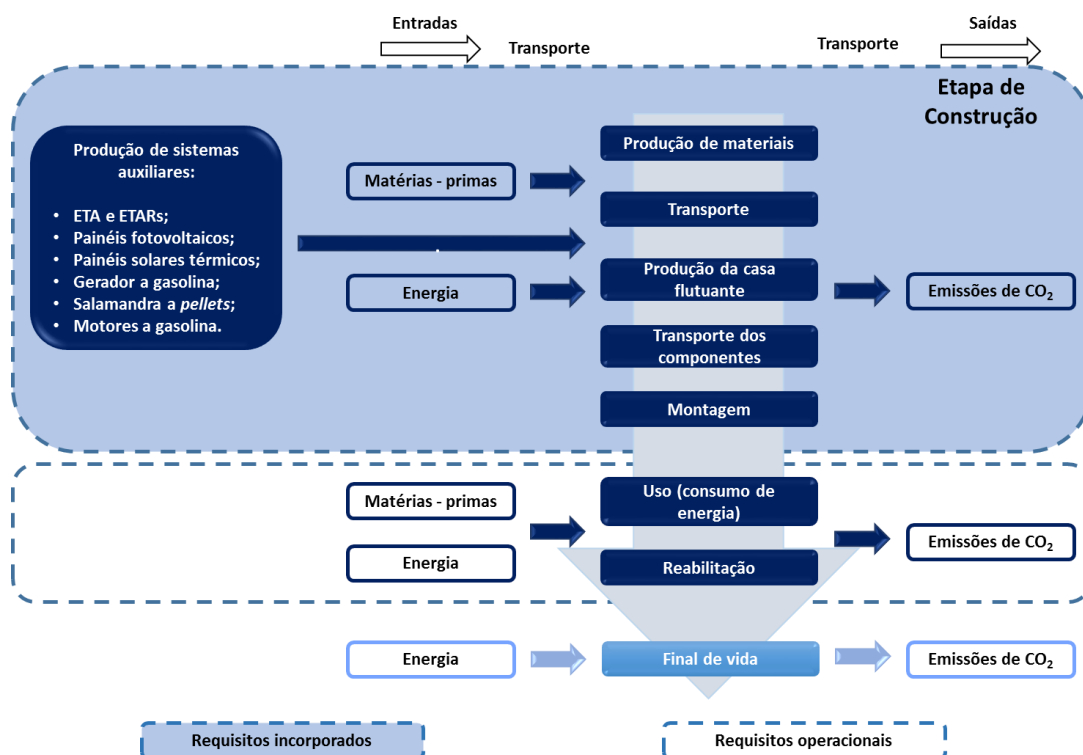 Entradas
Transporte
Transporte
Saídas
Etapa de
Construção
Produção de sistemas
auxiliares:
• ETA e ETARs;
• Painéis fotovoltaicos;
• Painéis solares térmicos;
• Gerador a gasolina;
• Salamandra a pellets;
• Motores a gasolina.
Matérias - primas
Energia
Produção de materiais
Transporte
Produção da casa
flutuante
Transporte dos
componentes
Montagem
Emissões de CO₂
Matérias - primas
Energia
Uso (consumo de
energia)
Reabilitação
Emissões de CO₂
Energia
Final de vida
Emissões de CO₂
Requisitos incorporados
Requisitos operacionais